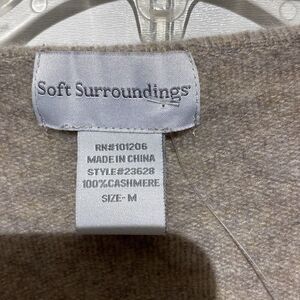 Soft Surroundings®
RN#101206
MADE IN CHINA
STYLE#23628
100%CASHMERE
SIZE- M